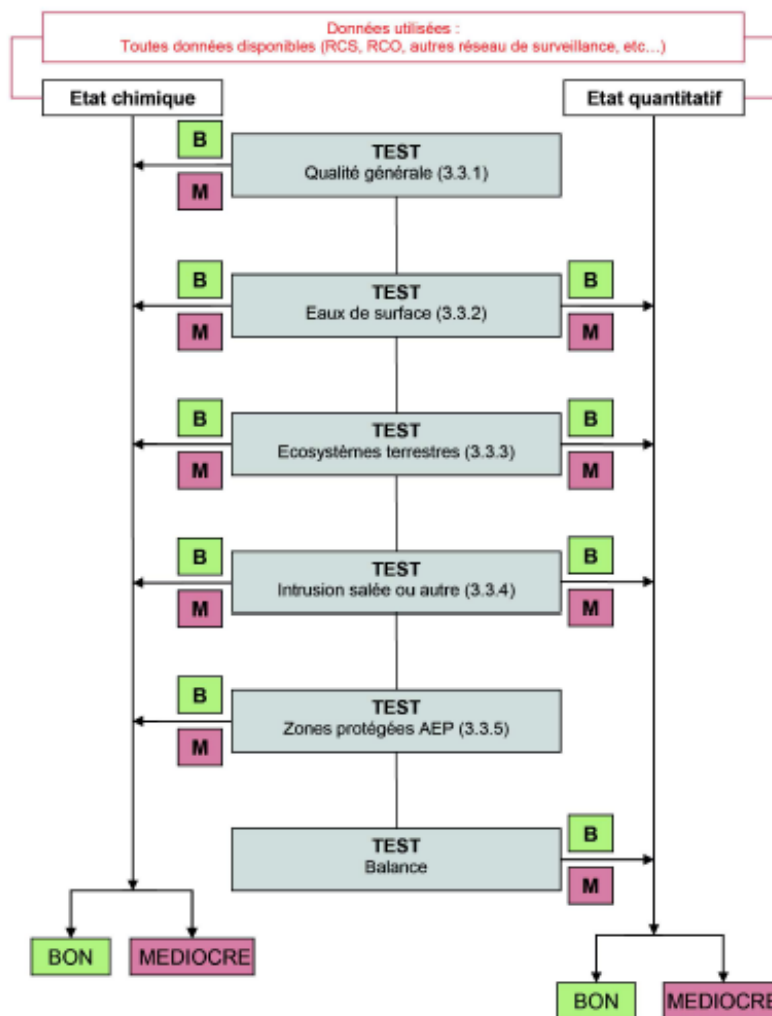 Données utilisées :
Toutes données disponibles (RCS, RCO, autres réseau de surveillance, etc...)
Etat chimique
Etat quantitatif
B
TEST
Qualité générale (3.3.1)
M
B
TEST
B
Eaux de surface (3.3.2)
M
M
B
TEST
B
Ecosystèmes terrestres (3.3.3)
M
M
B
TEST
B
Intrusion salée ou autre (3.3.4)
M
M
B
TEST
Zones protégées AEP (3.3.5)
M
TEST
B
Balance
M
BON
MEDIOCRE
BON
MEDIOCRE